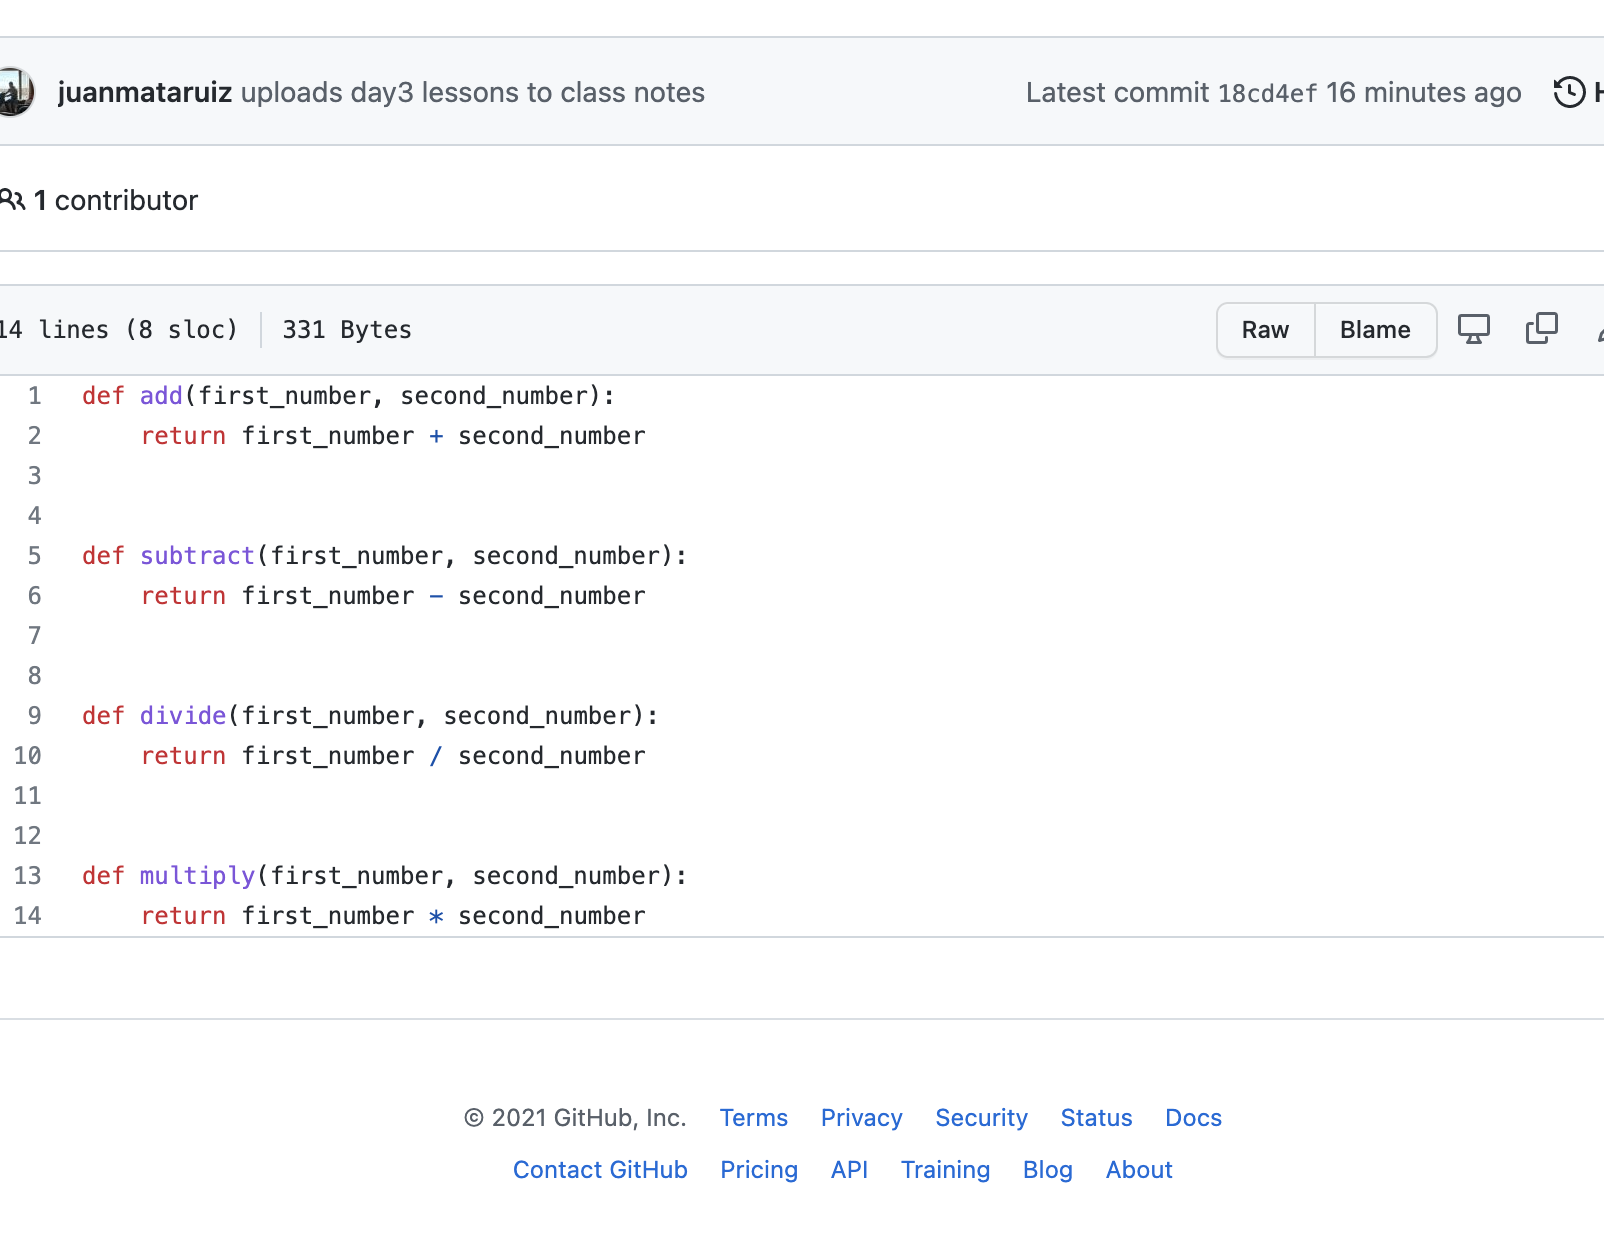 juanmataruiz uploads day3 lessons to class notes Latest commit 18cd4ef 16 minutes ago
1 contributor
14 lines (8 sloc) 331 Bytes Raw Blame
1 def add(first_number, second_number):
2     return first_number + second_number
3
4
5 def subtract(first_number, second_number):
6     return first_number - second_number
7
8
9 def divide(first_number, second_number):
10     return first_number / second_number
11
12
13 def multiply(first_number, second_number):
14     return first_number * second_number
© 2021 GitHub, Inc. Terms Privacy Security Status Docs
Contact GitHub Pricing API Training Blog About